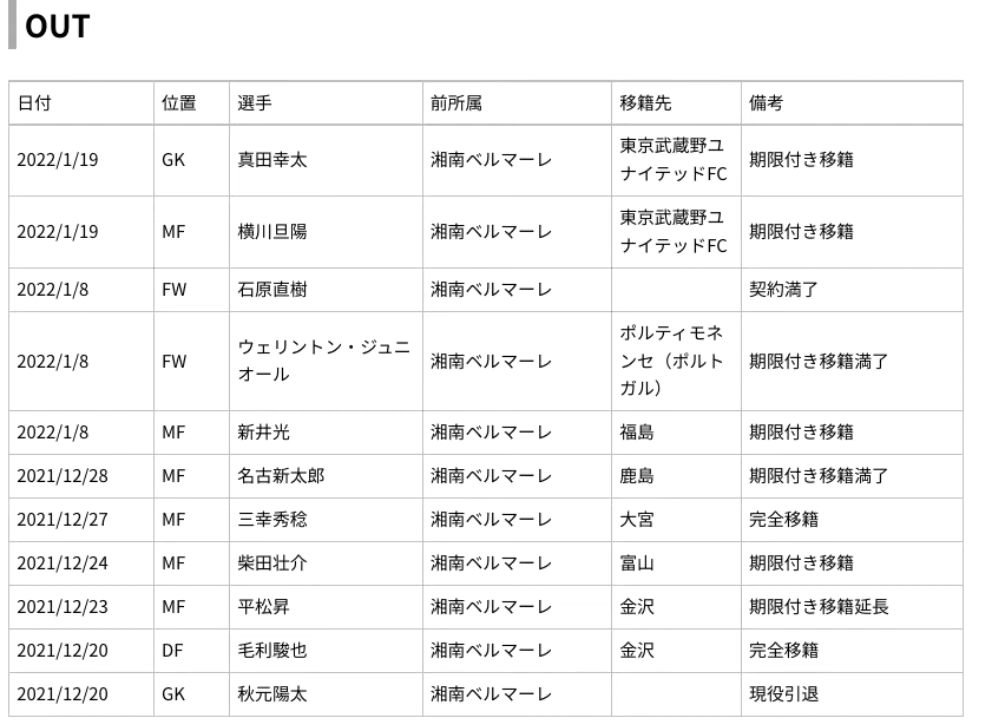 OUT
日付 位置 選手 前所属 移籍先 備考
2022/1/19 GK 真田幸太 湘南ベルマーレ 東京武蔵野ユ
ナイテッドFC 期限付き移籍
2022/1/19 MF 横川旦陽 湘南ベルマーレ 東京武蔵野ユ
ナイテッドFC 期限付き移籍
2022/1/8 FW 石原直樹 湘南ベルマーレ 契約満了
2022/1/8 FW ウェリントン・ジュニ
オール 湘南ベルマーレ ポルティモネ
ンセ（ポルト
ガル） 期限付き移籍満了
2022/1/8 MF 新井光 湘南ベルマーレ 福島 期限付き移籍
2021/12/28 MF 名古新太郎 湘南ベルマーレ 鹿島 期限付き移籍満了
2021/12/27 MF 三幸秀稔 湘南ベルマーレ 大宮 完全移籍
2021/12/24 MF 柴田壮介 湘南ベルマーレ 富山 期限付き移籍
2021/12/23 MF 平松昇 湘南ベルマーレ 金沢 期限付き移籍延長
2021/12/20 DF 毛利駿也 湘南ベルマーレ 金沢 完全移籍
2021/12/20 GK 秋元陽太 湘南ベルマーレ 現役引退